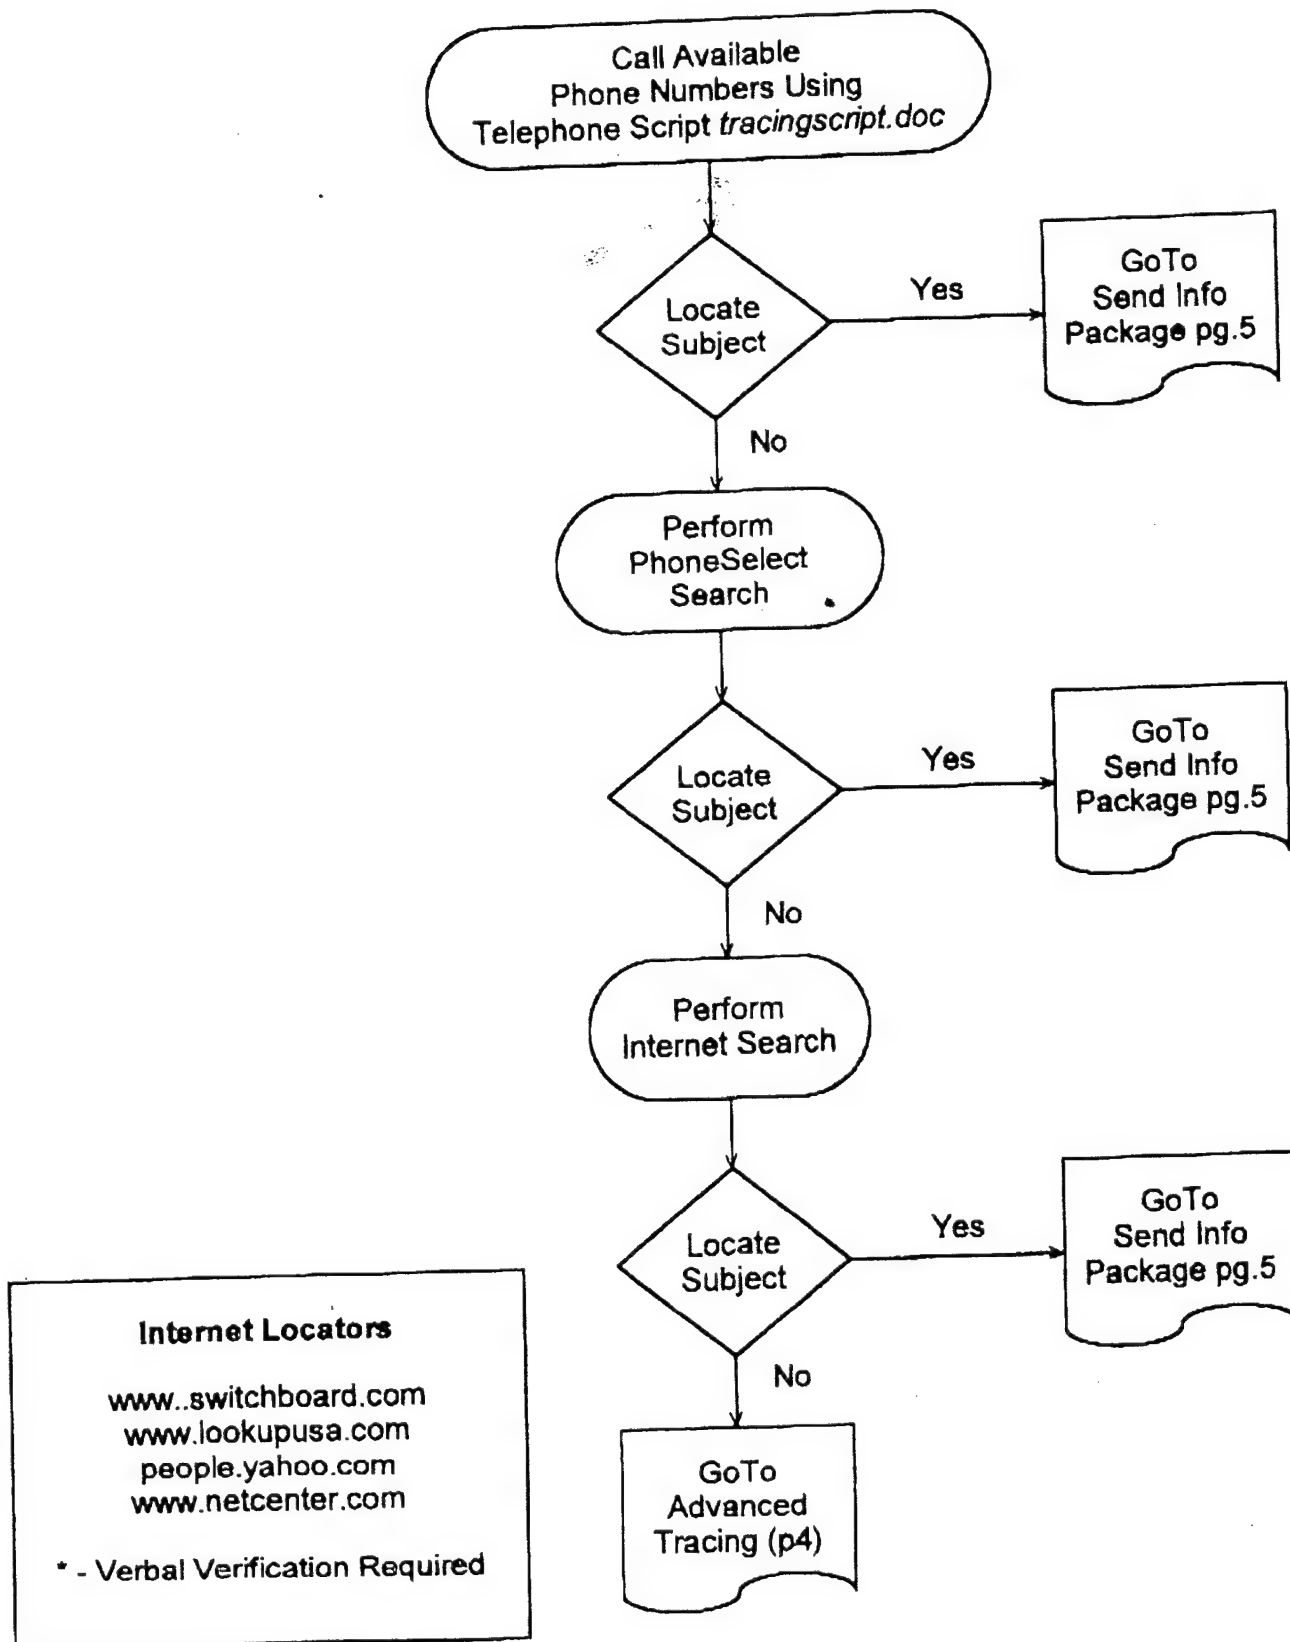 Call Available
Phone Numbers Using
Telephone Script tracingscript.doc
Locate
Subject
Yes
GoTo
Send Info
Package pg.5
No
Perform
PhoneSelect
Search
Locate
Subject
Yes
GoTo
Send Info
Package pg.5
No
Perform
Internet Search
Locate
Subject
Yes
GoTo
Send Info
Package pg.5
No
GoTo
Advanced
Tracing (p4)
Internet Locators
www..switchboard.com
www.lookupusa.com
people.yahoo.com
www.netcenter.com
* - Verbal Verification Required